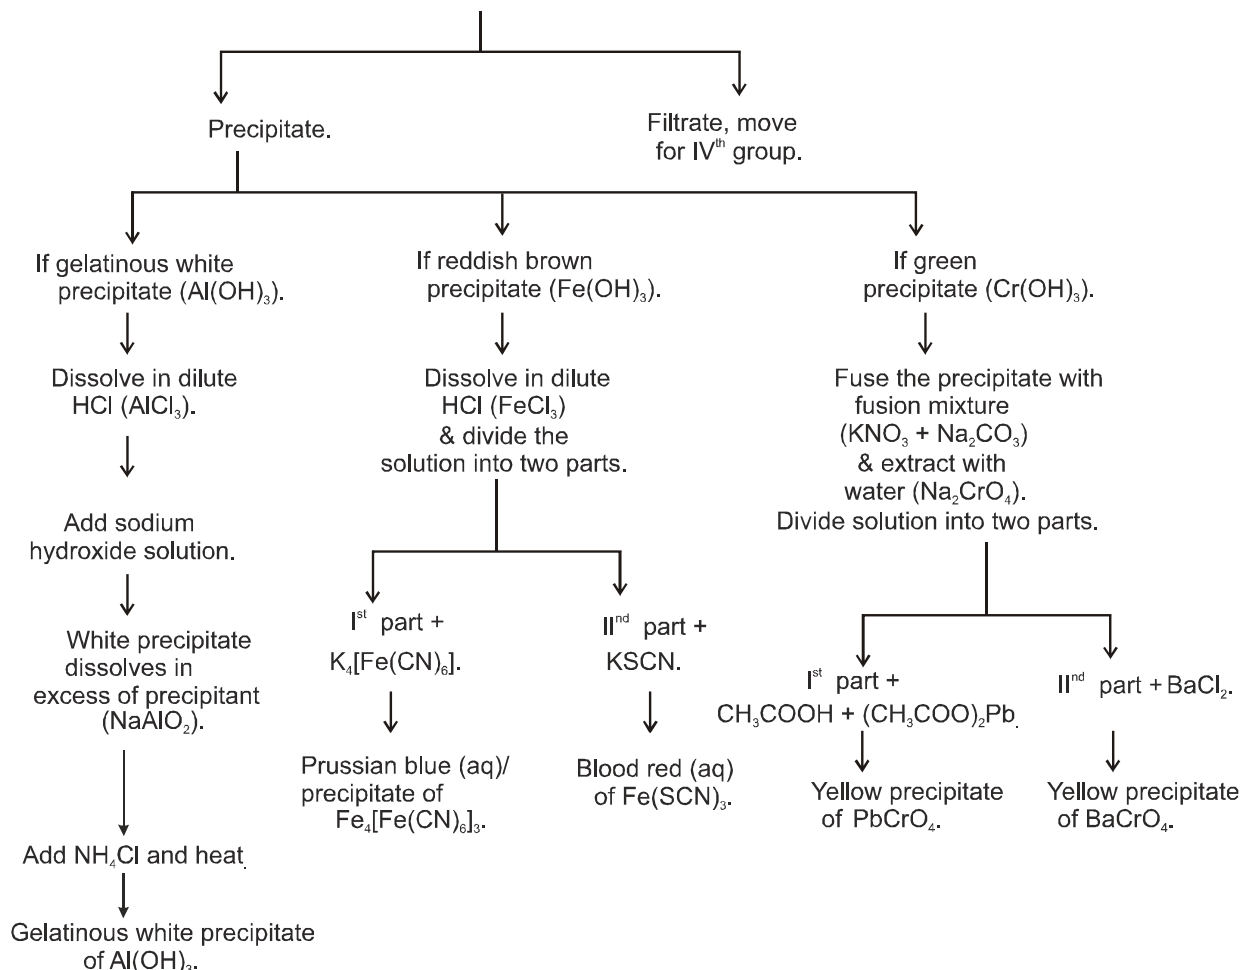 Precipitate.
Filtrate, move
for IVth group.
If gelatinous white
precipitate (Al(OH)3).
Dissolve in dilute
HCl (AlCl3).
Add sodium
hydroxide solution.
White precipitate
dissolves in
excess of precipitant
(NaAlO2).
Add NH4Cl and heat.
Gelatinous white precipitate
of Al(OH)3.
If reddish brown
precipitate (Fe(OH)3).
Dissolve in dilute
HCl (FeCl3)
& divide the
solution into two parts.
Ist part +
K4[Fe(CN)6].
Prussian blue (aq)/
precipitate of
Fe4[Fe(CN)6]3.
IInd part +
KSCN.
Blood red (aq)
of Fe(SCN)3.
If green
precipitate (Cr(OH)3).
Fuse the precipitate with
fusion mixture
(KNO3 + Na2CO3)
& extract with
water (Na2CrO4).
Divide solution into two parts.
Ist part +
CH3COOH + (CH3COO)2Pb.
Yellow precipitate
of PbCrO4.
IInd part + BaCl2.
Yellow precipitate
of BaCrO4.